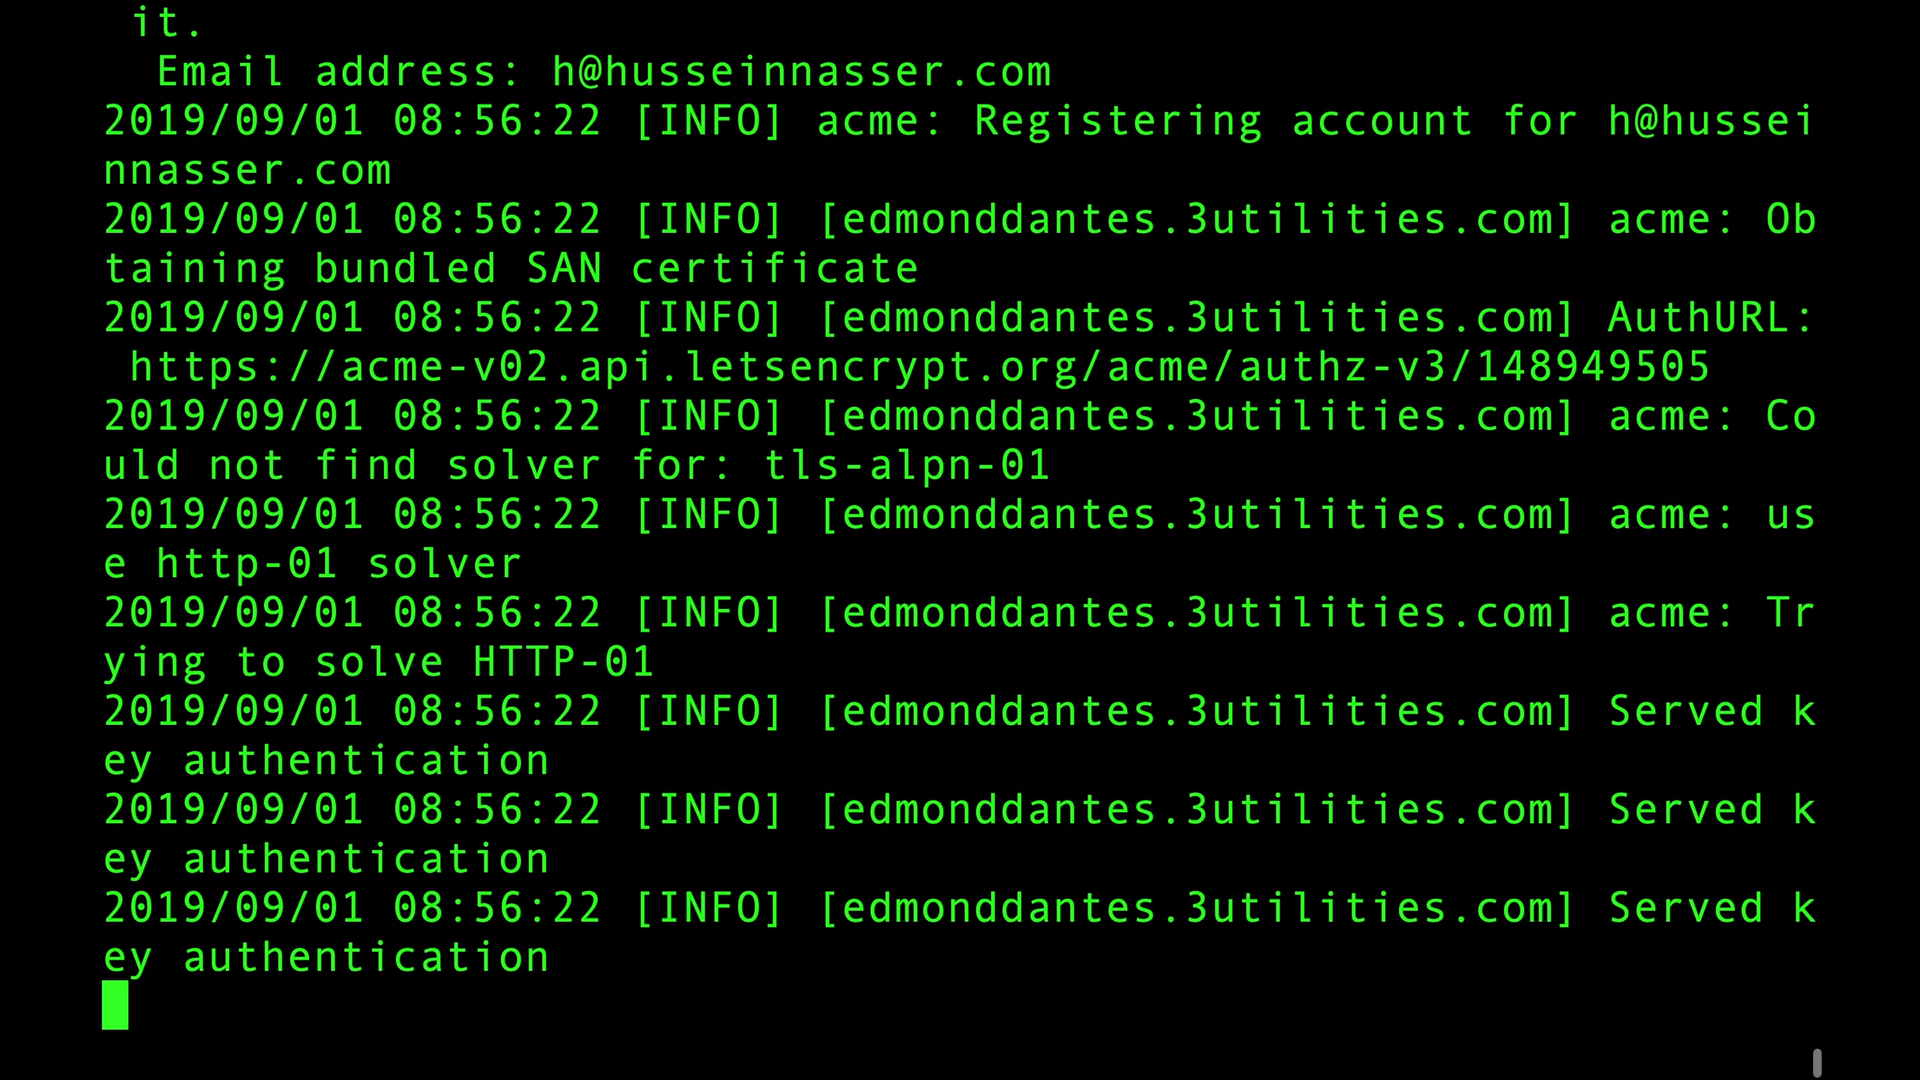 it.
Email address: h@husseinnasser.com
2019/09/01 08:56:22 [INFO] acme: Registering account for h@hussei
nnasser.com
2019/09/01 08:56:22 [INFO] [edmonddantes.3utilities.com] acme: Ob
taining bundled SAN certificate
2019/09/01 08:56:22 [INFO] [edmonddantes.3utilities.com] AuthURL:
https://acme-v02.api.letsencrypt.org/acme/authz-v3/148949505
2019/09/01 08:56:22 [INFO] [edmonddantes.3utilities.com] acme: Co
uld not find solver for: tls-alpn-01
2019/09/01 08:56:22 [INFO] [edmonddantes.3utilities.com] acme: us
e http-01 solver
2019/09/01 08:56:22 [INFO] [edmonddantes.3utilities.com] acme: Tr
ying to solve HTTP-01
2019/09/01 08:56:22 [INFO] [edmonddantes.3utilities.com] Served k
ey authentication
2019/09/01 08:56:22 [INFO] [edmonddantes.3utilities.com] Served k
ey authentication
2019/09/01 08:56:22 [INFO] [edmonddantes.3utilities.com] Served k
ey authentication